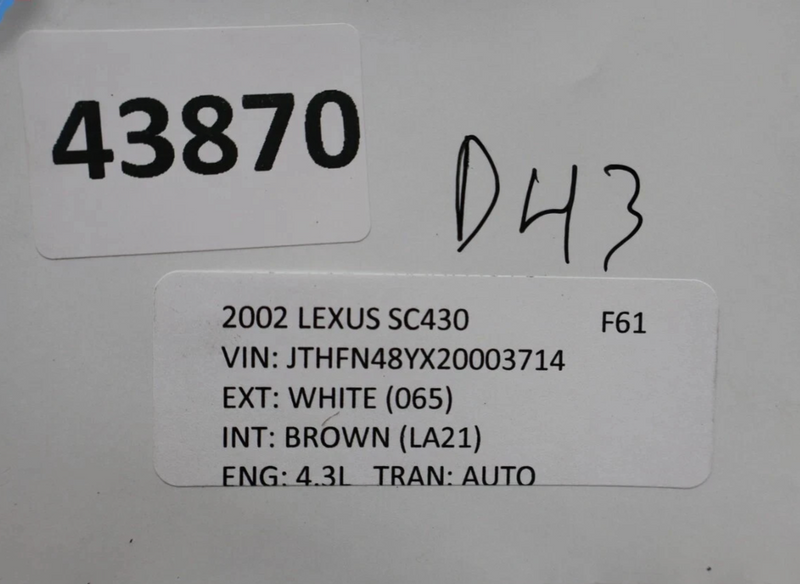 43870
D43
2002 LEXUS SC430 F61
VIN: JTHFN48YX20003714
EXT: WHITE (065)
INT: BROWN (LA21)
ENG: 4.3L TRAN: AUTO